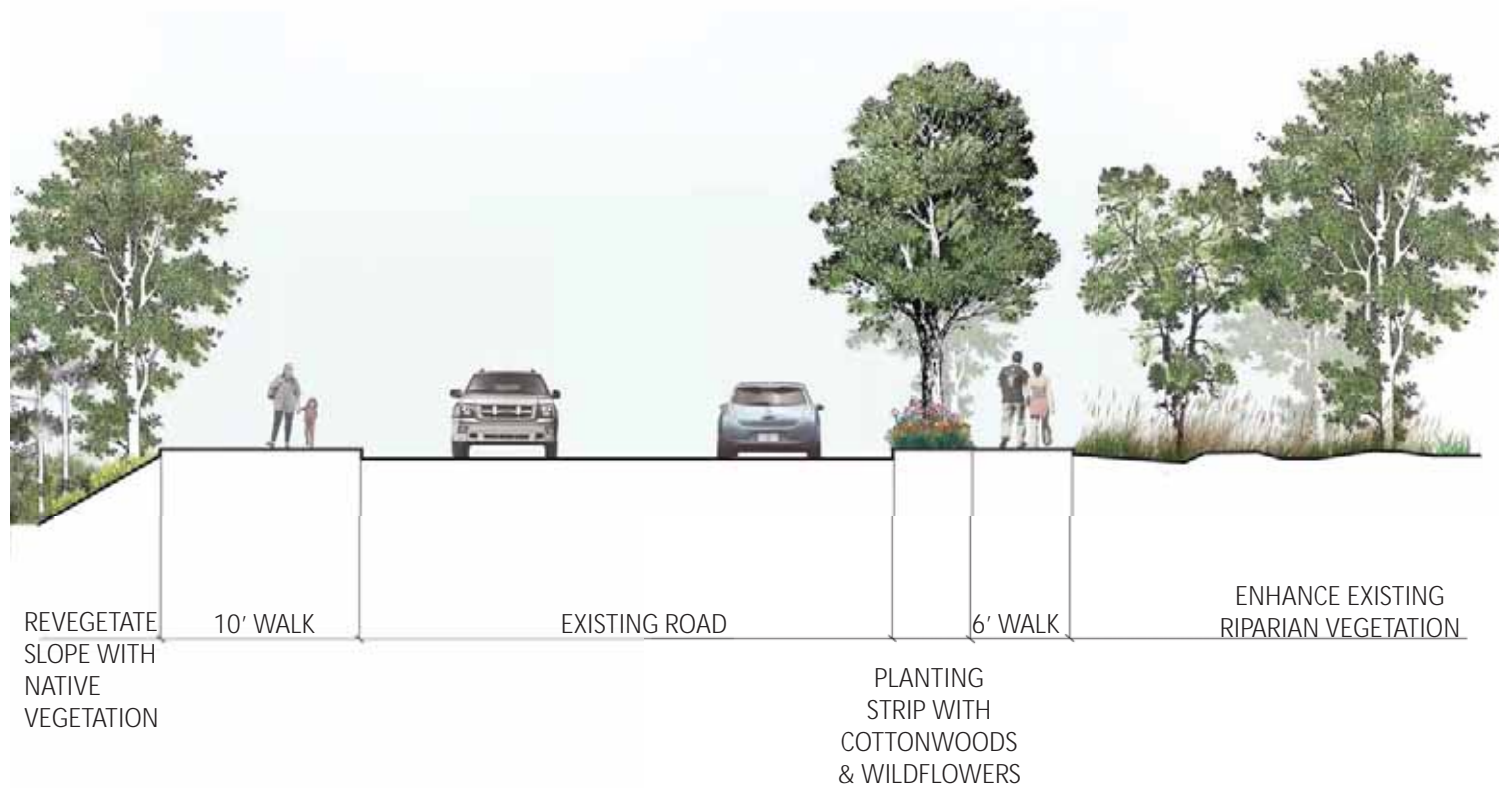 REVEGETATE
SLOPE WITH
NATIVE
VEGETATION
10’ WALK
EXISTING ROAD
PLANTING
STRIP WITH
COTTONWOODS
& WILDFLOWERS
6’ WALK
ENHANCE EXISTING
RIPARIAN VEGETATION